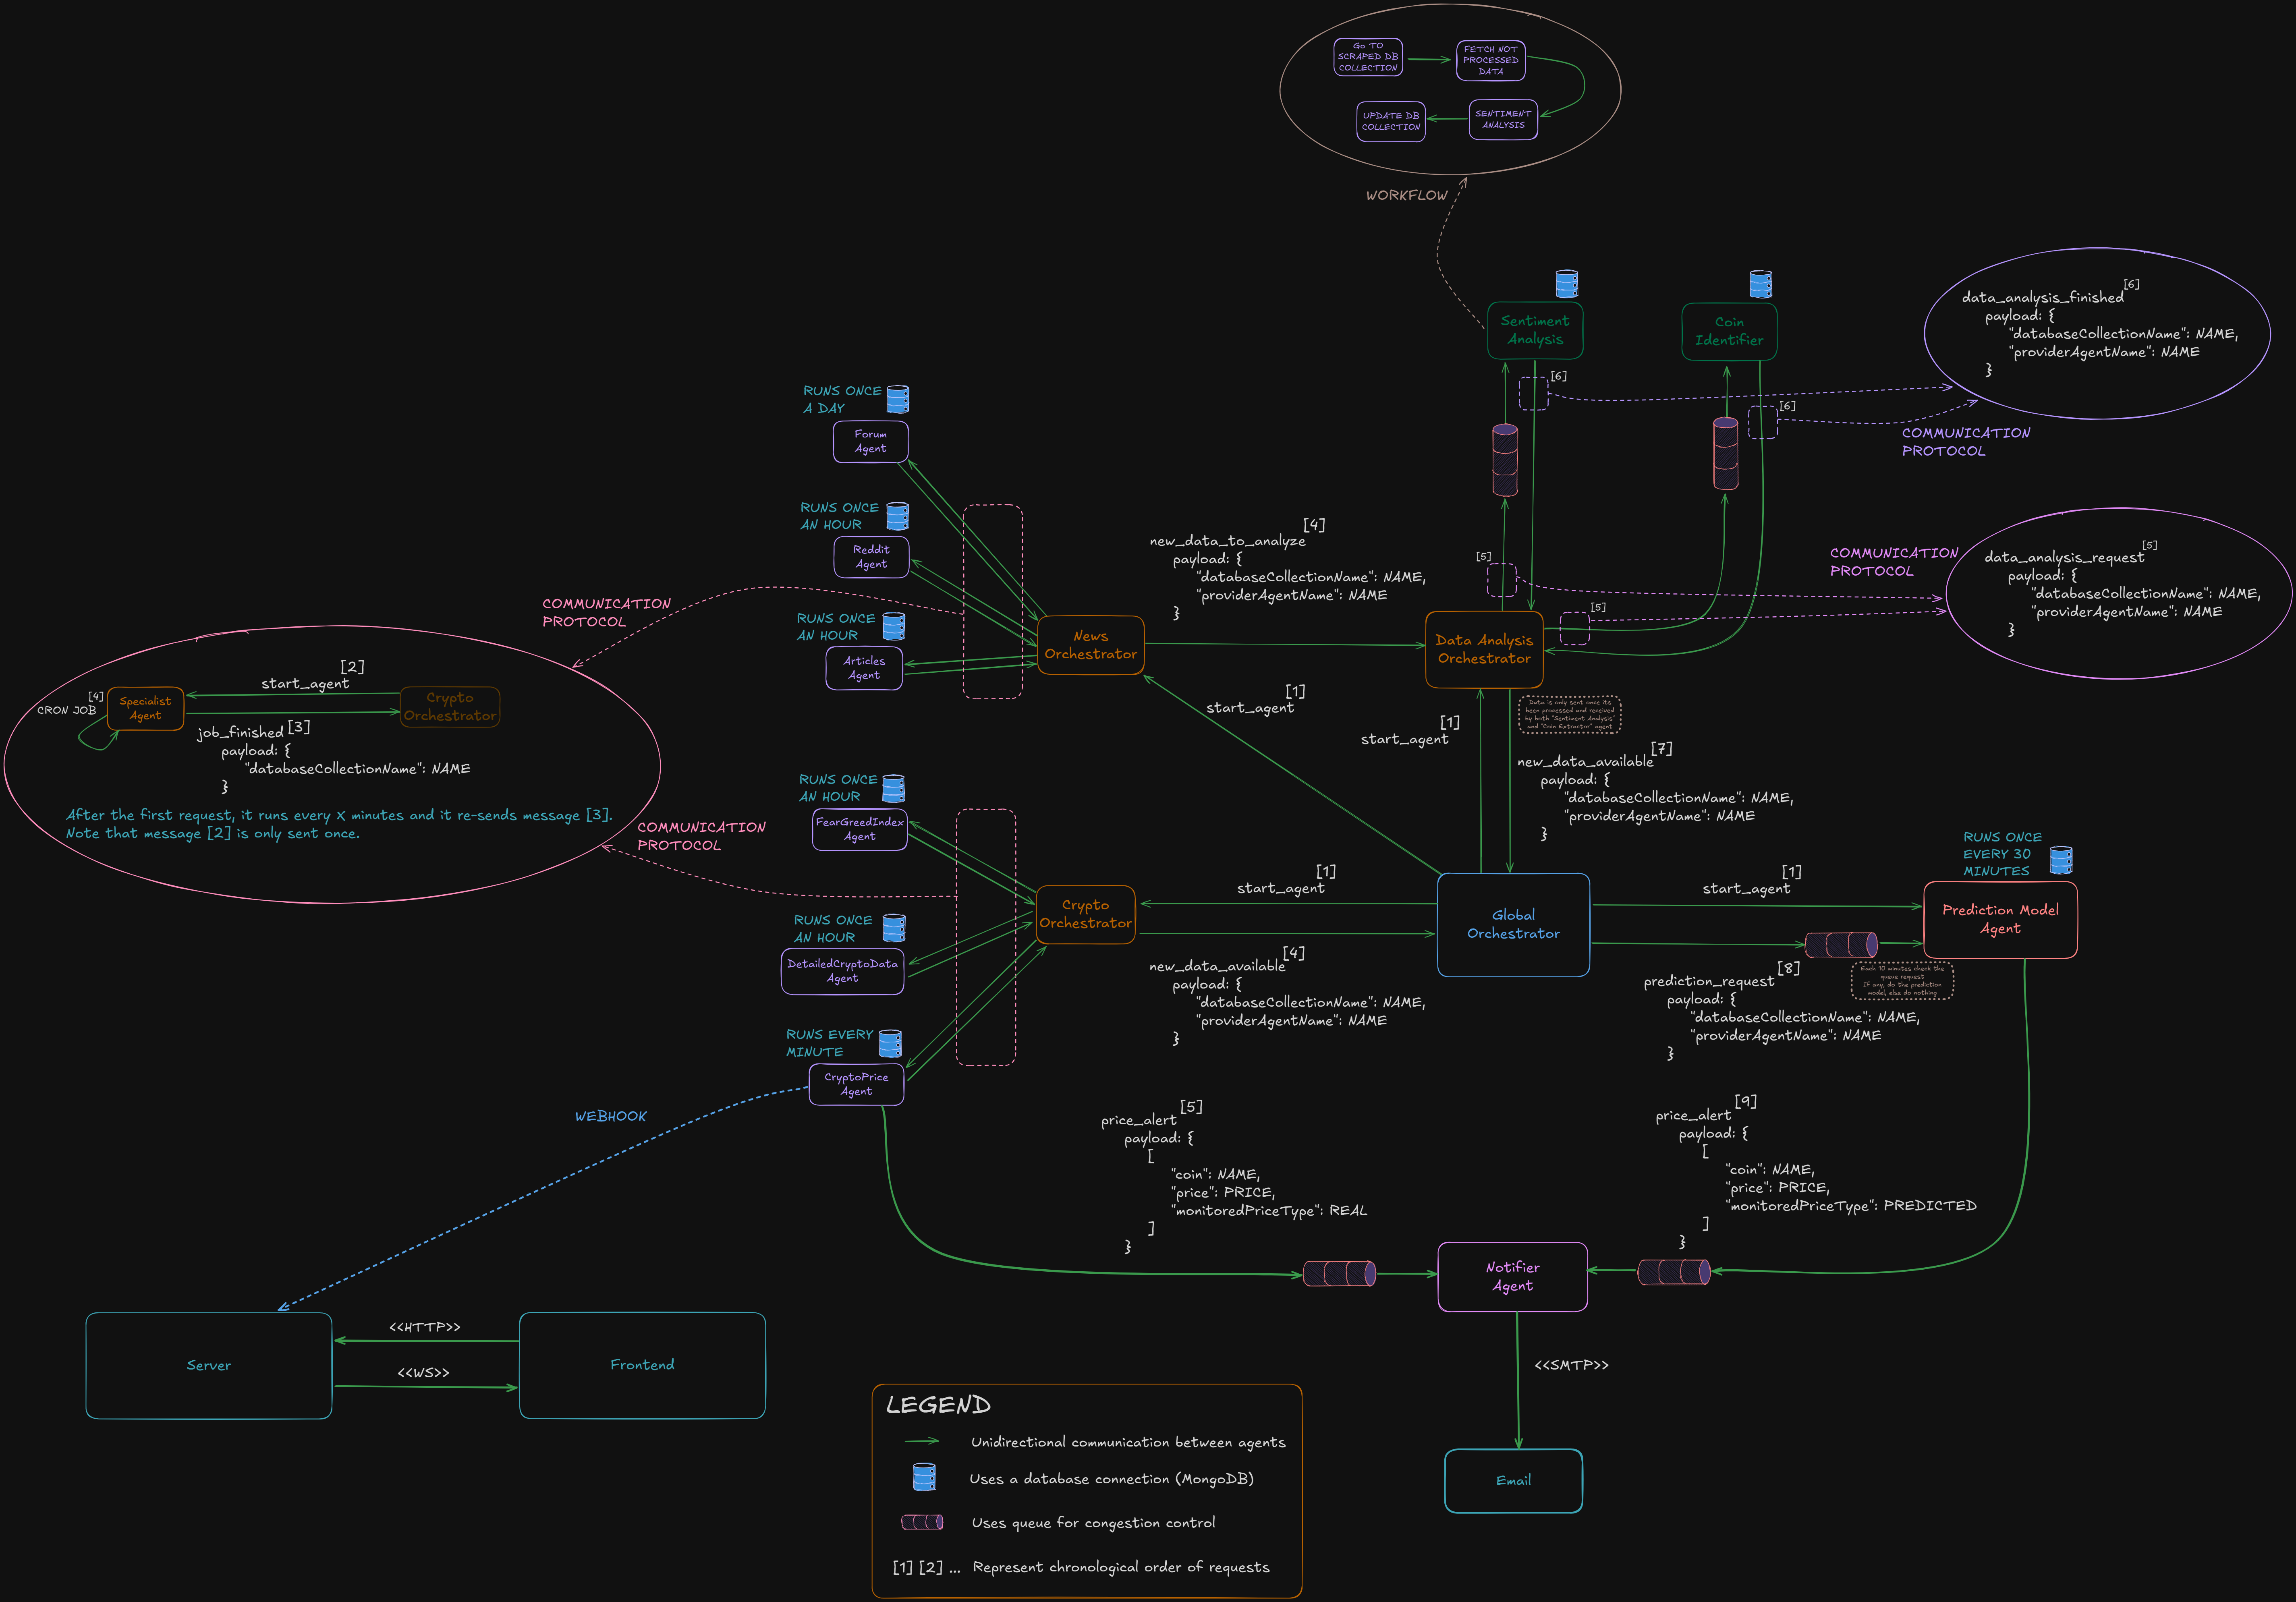 Go TO
SCRAPED DB
COLLECTION
FETCH NOT
PROCESSED
DATA
UPDATE DB
COLLECTION
SENTIMENT
ANALYSIS
WORKFLOW
Sentiment
Analysis
Coin
Identifier
[6]
data_analysis_finished
payload: {
"databaseCollectionName": NAME,
"providerAgentName": NAME
}
[6]
[6]
COMMUNICATION
PROTOCOL
RUNS ONCE
A DAY
Forum
Agent
RUNS ONCE
AN HOUR
Reddit
Agent
RUNS ONCE
AN HOUR
Articles
Agent
News
Orchestrator
[4]
new_data_to_analyze
payload: {
"databaseCollectionName": NAME,
"providerAgentName": NAME
}
[5]
[5]
Data Analysis
Orchestrator
COMMUNICATION
PROTOCOL
[5]
data_analysis_request
payload: {
"databaseCollectionName": NAME,
"providerAgentName": NAME
}
COMMUNICATION
PROTOCOL
[2]
start_agent
[4]
CRON JOB
Specialist
Agent
Crypto
Orchestrator
[3]
job_finished
payload: {
"databaseCollectionName": NAME
}
After the first request, it runs every X minutes and it re-sends message [3].
Note that message [2] is only sent once.
COMMUNICATION
PROTOCOL
[1]
start_agent
[1]
start_agent
Data is only sent once its
been processed and received
by both "Sentiment Analysis"
and "Coin Extractor" agent
[7]
new_data_available
payload: {
"databaseCollectionName": NAME,
"providerAgentName": NAME
}
RUNS ONCE
AN HOUR
FearGreedIndex
Agent
RUNS ONCE
AN HOUR
DetailedCryptoData
Agent
RUNS EVERY
MINUTE
CryptoPrice
Agent
Crypto
Orchestrator
[1]
start_agent
[4]
new_data_available
payload: {
"databaseCollectionName": NAME,
"providerAgentName": NAME
}
Global
Orchestrator
[1]
start_agent
RUNS ONCE
EVERY 30
MINUTES
Prediction Model
Agent
[8]
prediction_request
payload: {
"databaseCollectionName": NAME,
"providerAgentName": NAME
}
Each 10 minutes check the
queue request
If any, do the prediction
model, else do nothing
WEBHOOK
[5]
price_alert
payload: {
[
"coin": NAME,
"price": PRICE,
"monitoredPriceType": REAL
]
}
[9]
price_alert
payload: {
[
"coin": NAME,
"price": PRICE,
"monitoredPriceType": PREDICTED
]
}
Notifier
Agent
Server
<<HTTP>>
<<WS>>
Frontend
<<SMTP>>
Email
LEGEND
Unidirectional communication between agents
Uses a database connection (MongoDB)
Uses queue for congestion control
[1] [2] ... Represent chronological order of requests